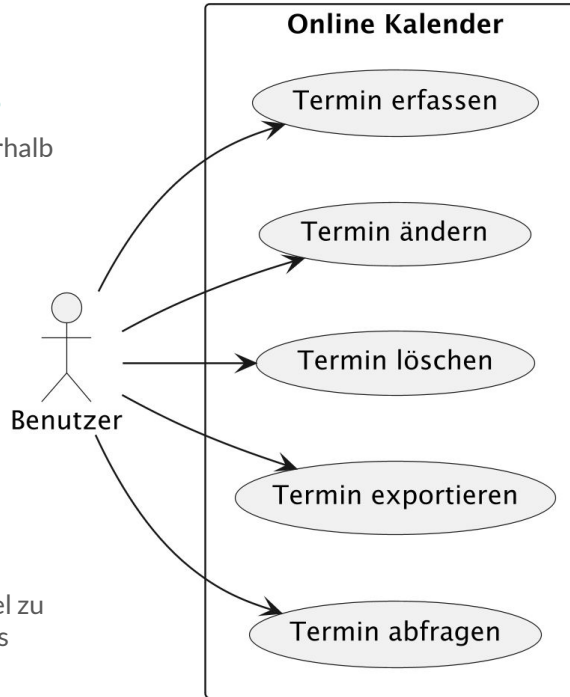 Online Kalender
Termin erfassen
rhalb
Termin ändern
Termin löschen
Benutzer
Termin exportieren
el zu
Termin abfragen
s